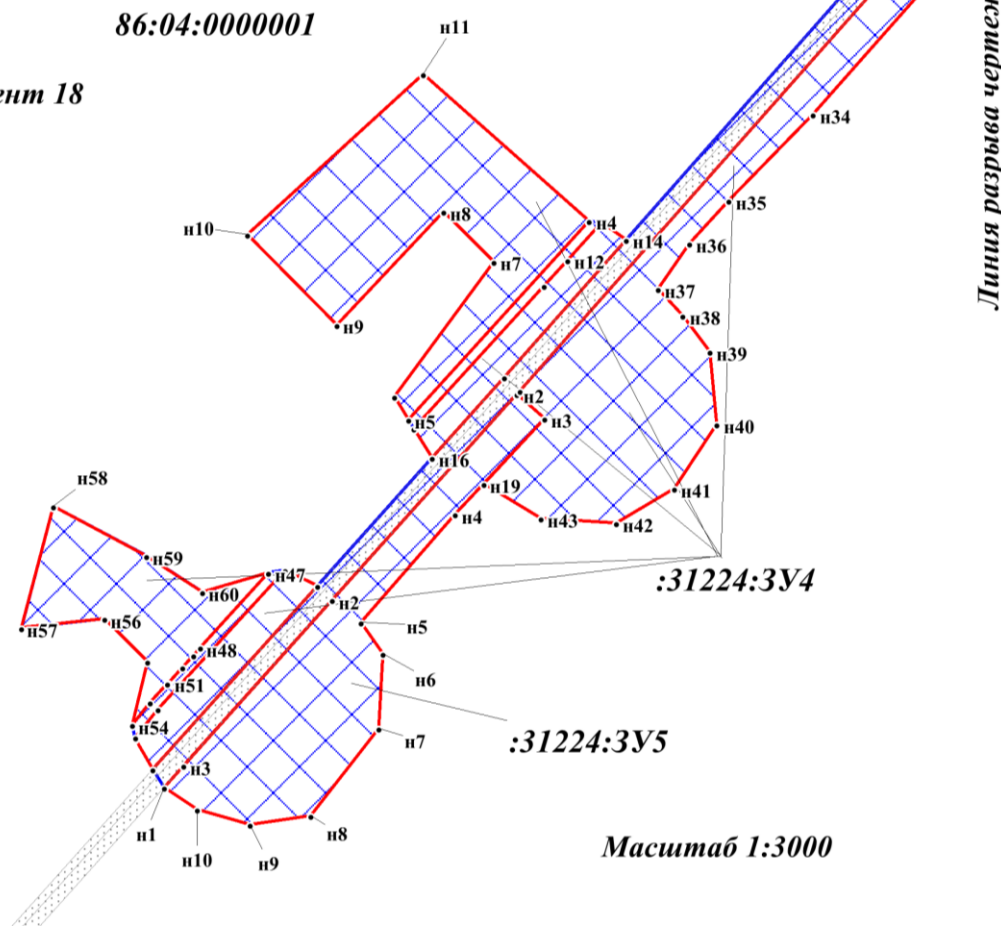 86:04:0000001
н11
ент 18
н34
Линия разрыва
н35
н10
н8
н4
н14
н36
н7
н12
н37
н9
н38
н39
н2
н5
н3
н40
н16
н58
н19
н41
н4
н43
н42
н59
н47
:31224:ЗУ4
н60
н2
н57
н56
н5
н48
н6
н51
н54
н7
:31224:ЗУ5
н3
н1
н8
н10
н9
Масштаб 1:3000